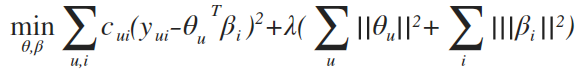 min θ,β ∑ u,i c_ui(y_ui-θ_u^T β_i)²+λ( ∑ u ||θ_u||²+ ∑ i |||β_i||²)